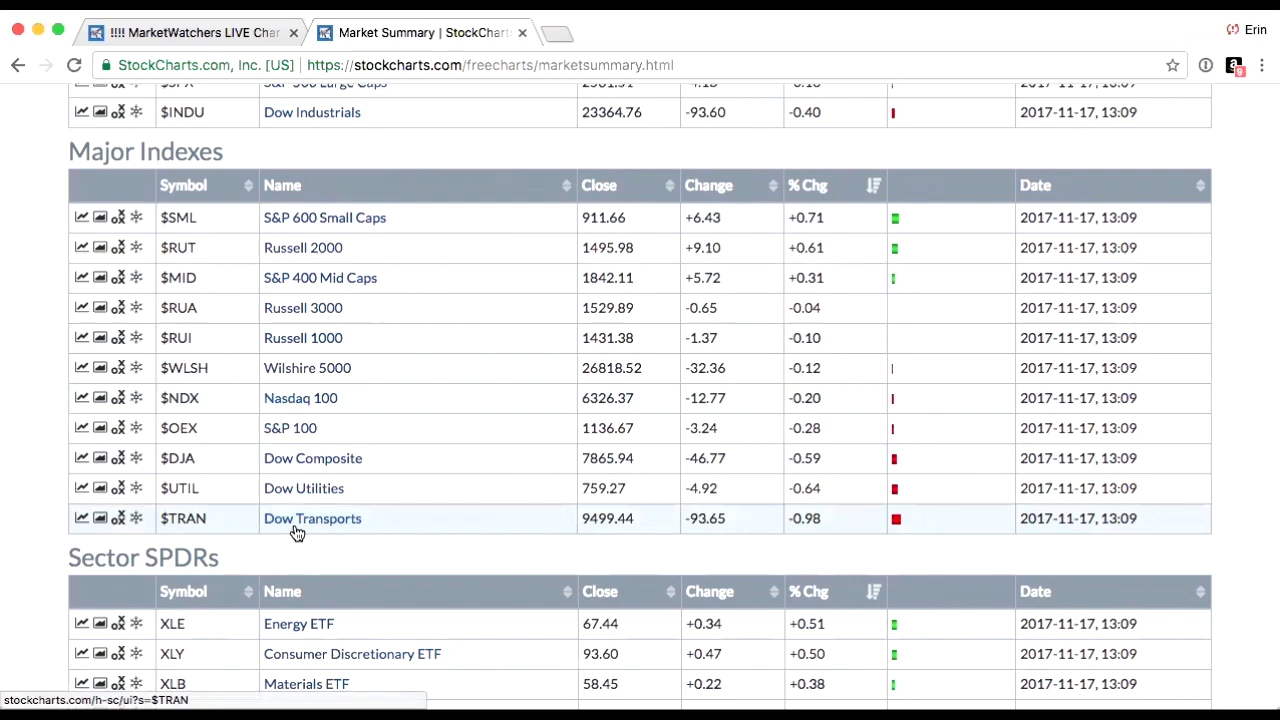 !!!! MarketWatchers LIVE Char
Market Summary | StockCharts
Erin
StockCharts.com, Inc. [US] | https://stockcharts.com/freecharts/marketsummary.html
9
$INDU Dow Industrials 23364.76 -93.60 -0.40 2017-11-17, 13:09
Major Indexes
Symbol Name Close Change % Chg Date
$SML S&P 600 Small Caps 911.66 +6.43 +0.71 2017-11-17, 13:09
$RUT Russell 2000 1495.98 +9.10 +0.61 2017-11-17, 13:09
$MID S&P 400 Mid Caps 1842.11 +5.72 +0.31 2017-11-17, 13:09
$RUA Russell 3000 1529.89 -0.65 -0.04 2017-11-17, 13:09
$RUI Russell 1000 1431.38 -1.37 -0.10 2017-11-17, 13:09
$WLSH Wilshire 5000 26818.52 -32.36 -0.12 2017-11-17, 13:09
$NDX Nasdaq 100 6326.37 -12.77 -0.20 2017-11-17, 13:09
$OEX S&P 100 1136.67 -3.24 -0.28 2017-11-17, 13:09
$DJA Dow Composite 7865.94 -46.77 -0.59 2017-11-17, 13:09
$UTIL Dow Utilities 759.27 -4.92 -0.64 2017-11-17, 13:09
$TRAN Dow Transports 9499.44 -93.65 -0.98 2017-11-17, 13:09
Sector SPDRs
Symbol Name Close Change % Chg Date
XLE Energy ETF 67.44 +0.34 +0.51 2017-11-17, 13:09
XLY Consumer Discretionary ETF 93.60 +0.47 +0.50 2017-11-17, 13:09
XLB Materials ETF 58.45 +0.22 +0.38 2017-11-17, 13:09
stockcharts.com/h-sc/ui?s=$TRAN